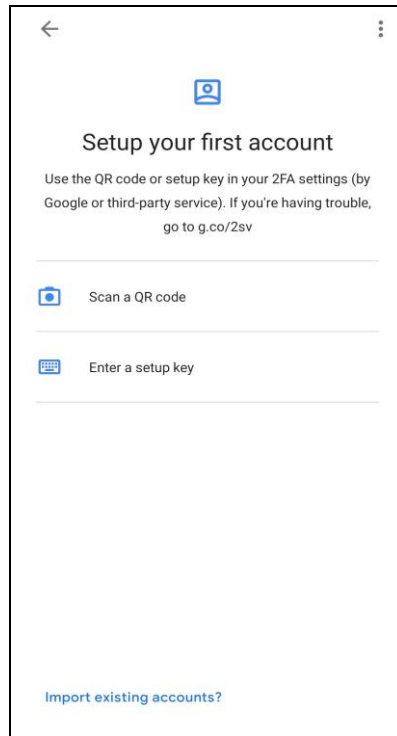 Setup your first account
Use the QR code or setup key in your 2FA settings (by
Google or third-party service). If you're having trouble,
go to g.co/2sv
Scan a QR code
Enter a setup key
Import existing accounts?